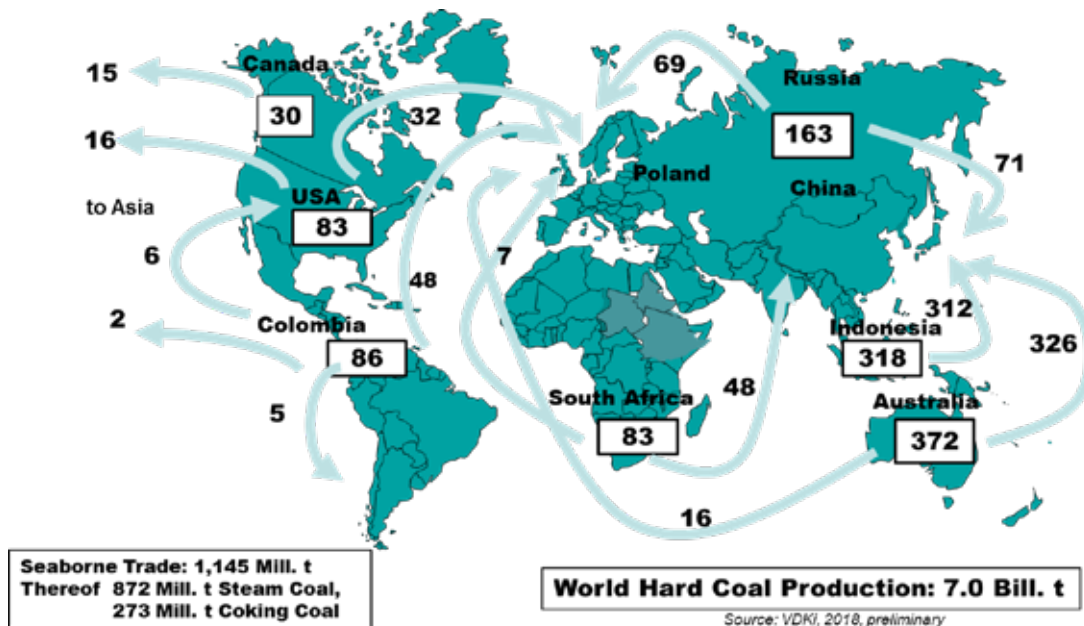 Canada
15
69
Russia
30
32
163
16
71
Poland
China
USA
to Asia
83
6
7
48
2
Colombia
312
Indonesia
86
318
326
5
48
South Africa
Australia
83
372
16
Seaborne Trade: 1,145 Mill. t
Thereof 872 Mill. t Steam Coal,
273 Mill. t Coking Coal
World Hard Coal Production: 7.0 Bill. t
Source: VDKI, 2018, preliminary